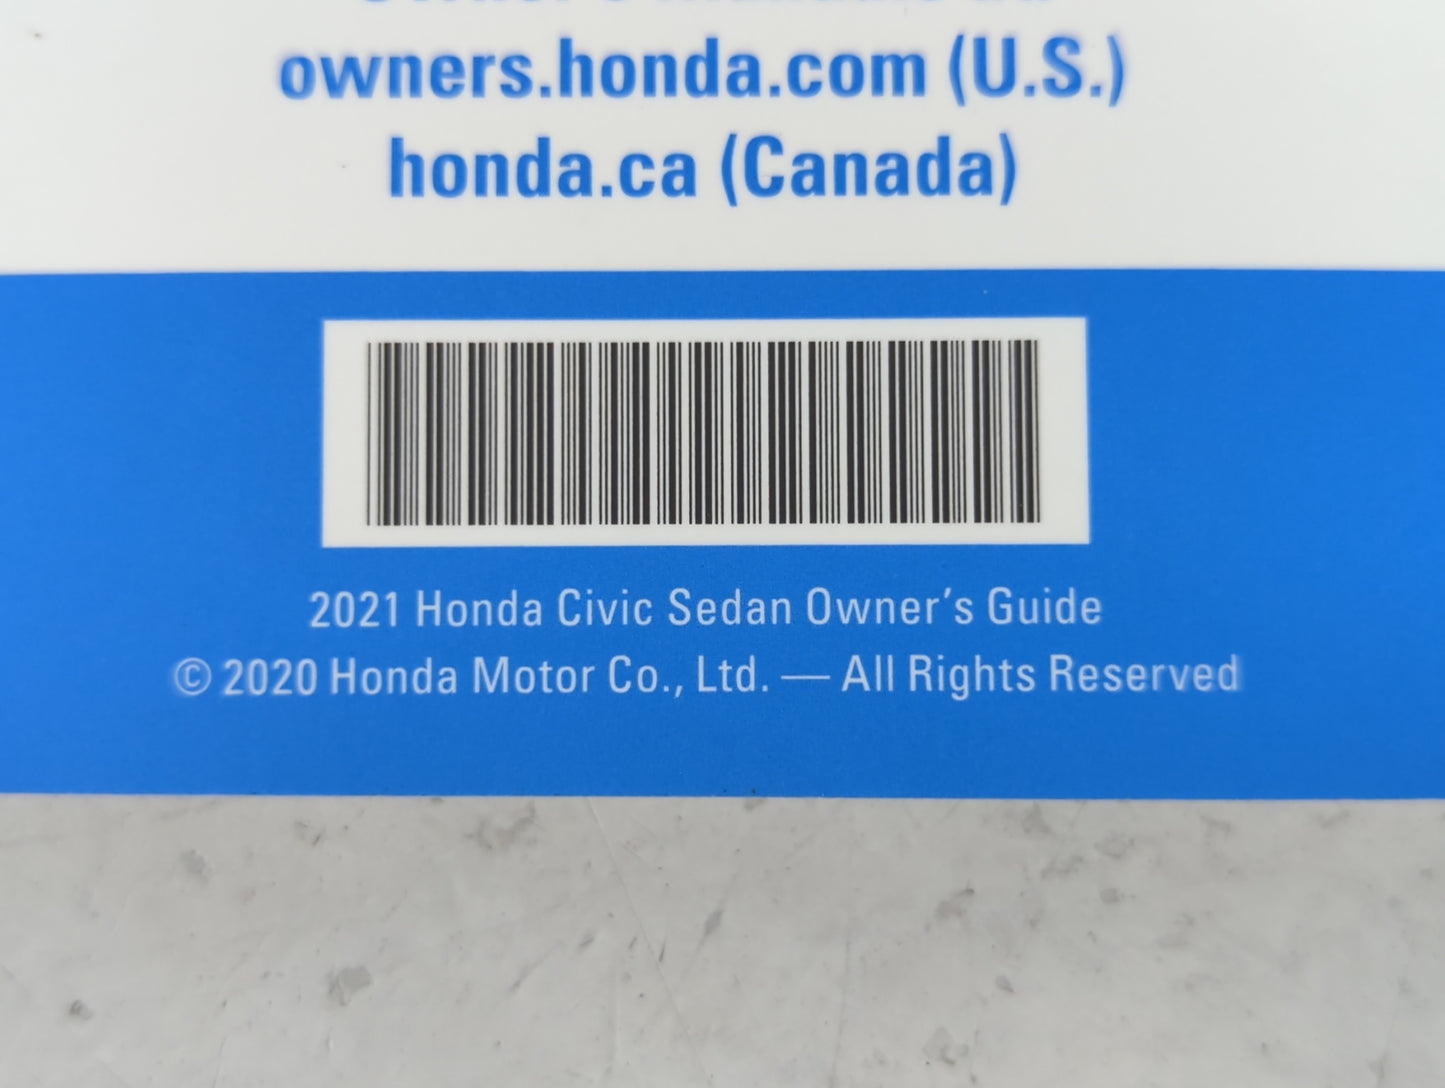 owners.honda.com (U.S.)
honda.ca (Canada)
2021 Honda Civic Sedan Owner's Guide
© 2020 Honda Motor Co., Ltd. — All Rights Reserved